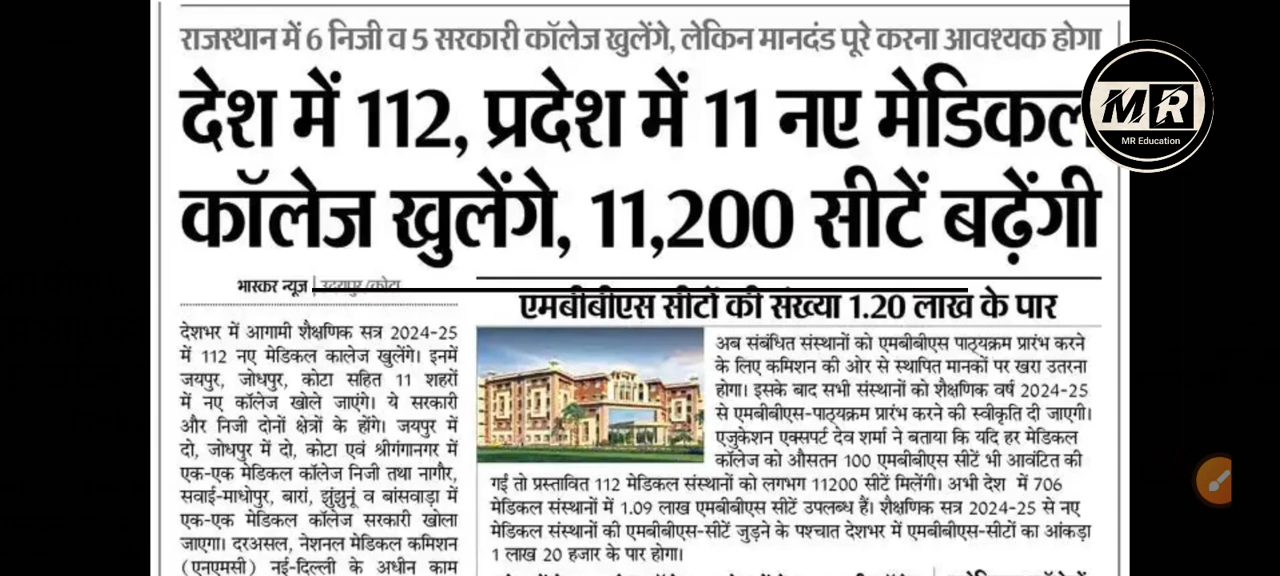 राजस्थान में 6 निजी व 5 सरकारी कॉलेज खुलेंगे, लेकिन मानदंड पूरे करना आवश्यक होगा
देश में 112, प्रदेश में 11 नए मेडिकल
कॉलेज खुलेंगे, 11,200 सीटें बढ़ेंगी
MR
MR Education
भास्कर न्यूज | उदयपुर/कोटा
देशभर में आगामी शैक्षणिक सत्र 2024-25
में 112 नए मेडिकल कालेज खुलेंगे। इनमें
जयपुर, जोधपुर, कोटा सहित 11 शहरों
में नए कॉलेज खोले जाएंगे। ये सरकारी
और निजी दोनों क्षेत्रों के होंगे। जयपुर में
दो, जोधपुर में दो, कोटा एवं श्रीगंगानगर में
एक-एक मेडिकल कॉलेज निजी तथा नागौर,
सवाई-माधोपुर, बारां, झुंझुनूं व बांसवाड़ा में
एक-एक मेडिकल कॉलेज सरकारी खोला
जाएगा। दरअसल, नेशनल मेडिकल कमिशन
(एनएमसी) नई-दिल्ली के अधीन काम
एमबीबीएस सीटों की संख्या 1.20 लाख के पार
अब संबंधित संस्थानों को एमबीबीएस पाठ्यक्रम प्रारंभ करने
के लिए कमिशन की ओर से स्थापित मानकों पर खरा उतरना
होगा। इसके बाद सभी संस्थानों को शैक्षणिक वर्ष 2024-25
से एमबीबीएस-पाठ्यक्रम प्रारंभ करने की स्वीकृति दी जाएगी।
एजुकेशन एक्सपर्ट देव शर्मा ने बताया कि यदि हर मेडिकल
कॉलेज को औसतन 100 एमबीबीएस सीटें भी आवंटित की
गईं तो प्रस्तावित 112 मेडिकल संस्थानों को लगभग 11200 सीटें मिलेंगी। अभी देश में 706
मेडिकल संस्थानों में 1.09 लाख एमबीबीएस सीटें उपलब्ध हैं। शैक्षणिक सत्र 2024-25 से नए
मेडिकल संस्थानों की एमबीबीएस-सीटें जुड़ने के पश्चात देशभर में एमबीबीएस-सीटों का आंकड़ा
1 लाख 20 हजार के पार होगा।